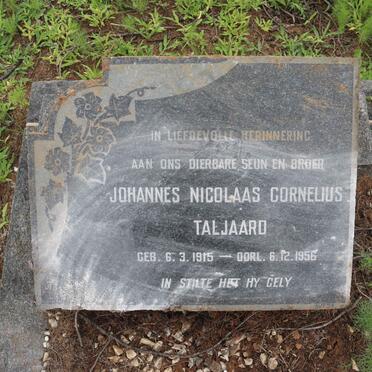 IN LIEFDEVOLLE HERINNERING
AAN ONS DIERBARE SEUN EN BROER
JOHANNES NICOLAAS CORNELIUS
TALJAARD
GEB. 6.3.1915 — OORL. 6.12.1956
IN STILTE HET HY GELY